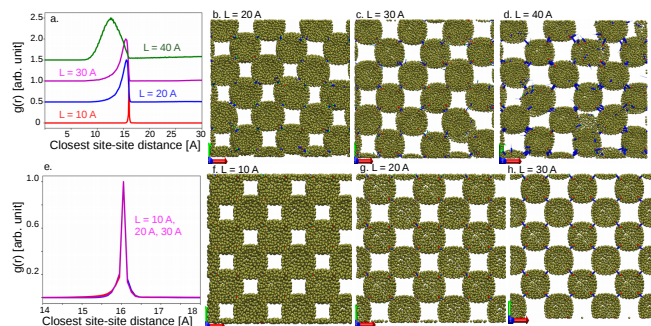 a.
g(r) [arb. unit]
2.5
2.0
1.5
1.0
0.5
0
L = 40 A
L = 30 A
L = 20 A
L = 10 A
5 10 15 20 25 30
Closest site-site distance [A]
b. L = 20 A
c. L = 30 A
d. L = 40 A
e.
g(r) [arb. unit]
1.0
0.6
0.2
L = 10 A,
20 A, 30 A
14 15 16 17 18
Closest site-site distance [A]
f. L = 10 A
g. L = 20 A
h. L = 30 A